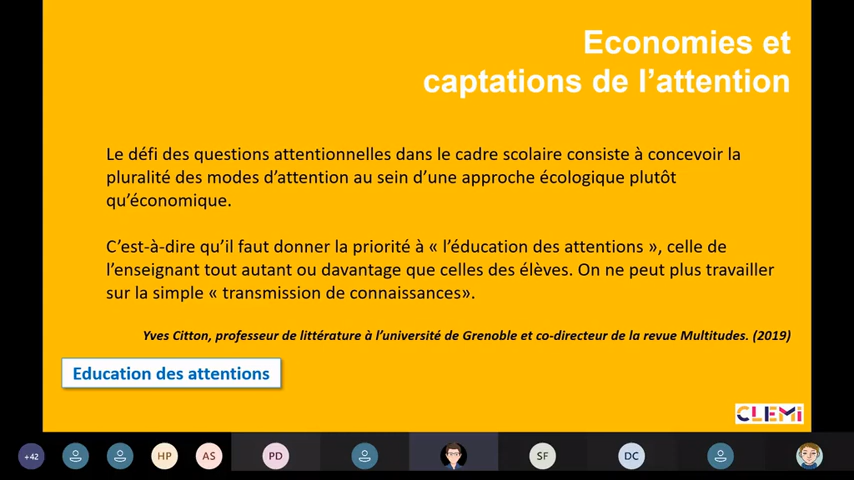 Economies et
captations de l'attention
Le défi des questions attentionnelles dans le cadre scolaire consiste à concevoir la
pluralité des modes d'attention au sein d'une approche écologique plutôt
qu'économique.
C'est-à-dire qu'il faut donner la priorité à « l'éducation des attentions », celle de
l'enseignant tout autant ou davantage que celles des élèves. On ne peut plus travailler
sur la simple « transmission de connaissances».
Yves Citton, professeur de littérature à l'université de Grenoble et co-directeur de la revue Multitudes. (2019)
Education des attentions
CLEMI
+42 HP AS PD SF DC